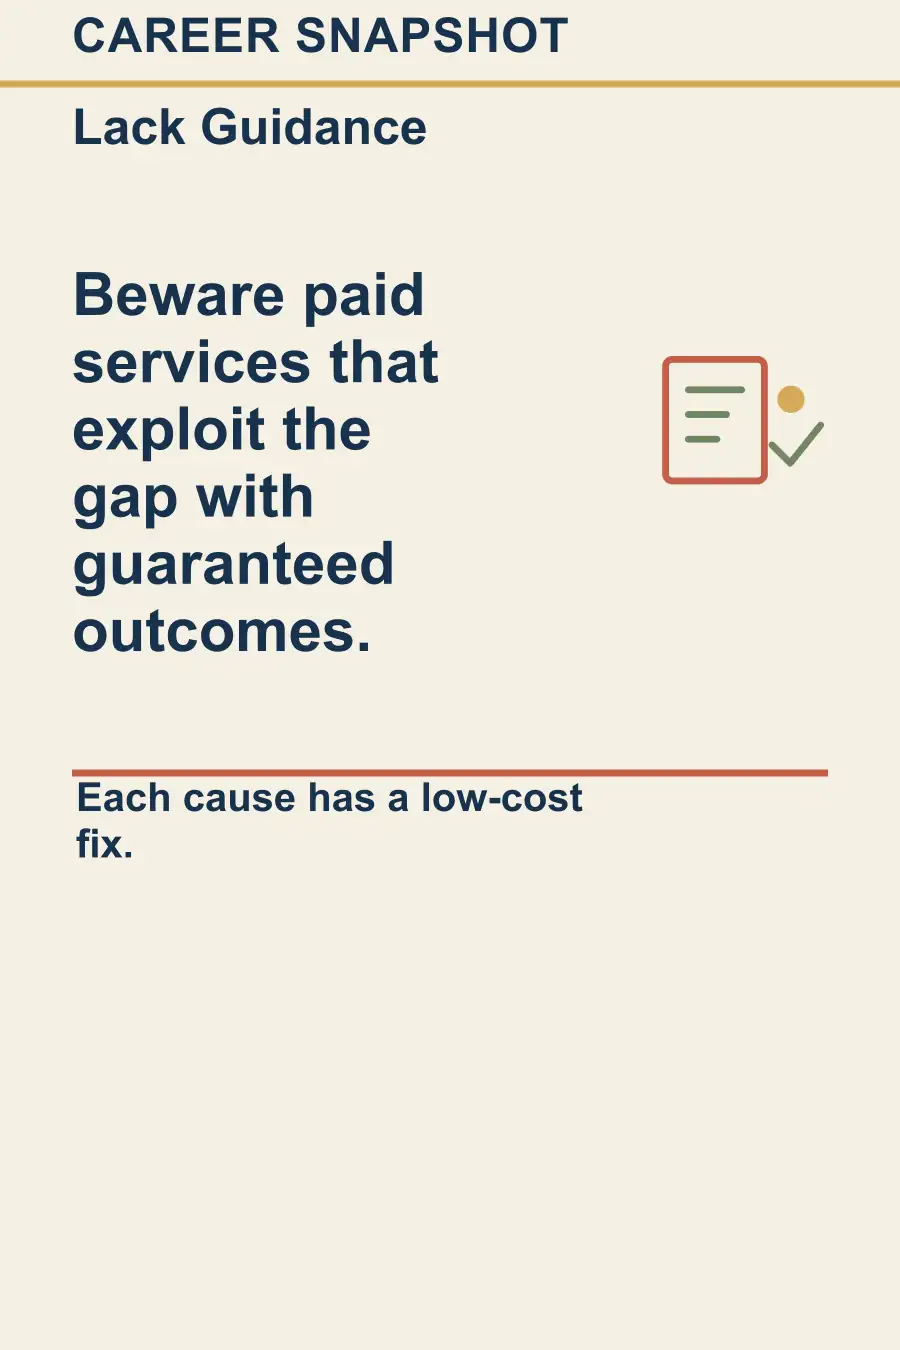 CAREER SNAPSHOT
Lack Guidance
Beware paid
services that
exploit the
gap with
guaranteed
outcomes.
Each cause has a low-cost
fix.